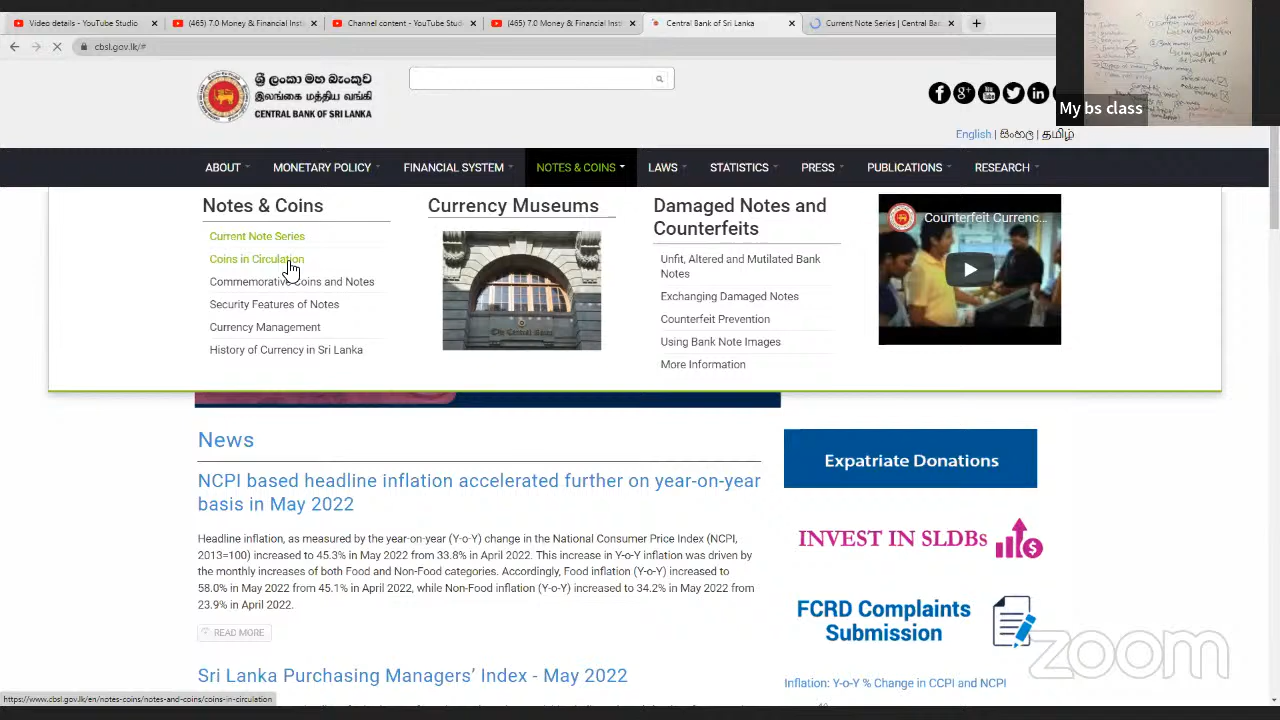 Video details - YouTube Studio
(465) 7.0 Money & Financial Insti
Channel content - YouTube Studi
(465) 7.0 Money & Financial Insti
Central Bank of Sri Lanka
Current Note Series | Central Ban
cbsl.gov.lk/#
ශ්‍රී ලංකා මහ බැංකුව
இலங்கை மத்திய வங்கி
CENTRAL BANK OF SRI LANKA
My bs class
English | සිංහල | தமிழ்
ABOUT MONETARY POLICY FINANCIAL SYSTEM NOTES & COINS LAWS STATISTICS PRESS PUBLICATIONS RESEARCH
Notes & Coins
Current Note Series
Coins in Circulation
Commemorative Coins and Notes
Security Features of Notes
Currency Management
History of Currency in Sri Lanka
Currency Museums
Damaged Notes and
Counterfeits
Unfit, Altered and Mutilated Bank
Notes
Exchanging Damaged Notes
Counterfeit Prevention
Using Bank Note Images
More Information
Counterfeit Currenc...
News
NCPI based headline inflation accelerated further on year-on-year
basis in May 2022
Headline inflation, as measured by the year-on-year (Y-o-Y) change in the National Consumer Price Index (NCPI,
2013=100) increased to 45.3% in May 2022 from 33.8% in April 2022. This increase in Y-o-Y inflation was driven by
the monthly increases of both Food and Non-Food categories. Accordingly, Food inflation (Y-o-Y) increased to
58.0% in May 2022 from 45.1% in April 2022, while Non-Food inflation (Y-o-Y) increased to 34.2% in May 2022 from
23.9% in April 2022.
READ MORE
Sri Lanka Purchasing Managers' Index - May 2022
Expatriate Donations
INVEST IN SLDBs
FCRD Complaints
Submission
zoom
Inflation: Y-o-Y % Change in CCPI and NCPI
https://www.cbsl.gov.lk/en/notes-coins/notes-and-coins/coins-in-circulation